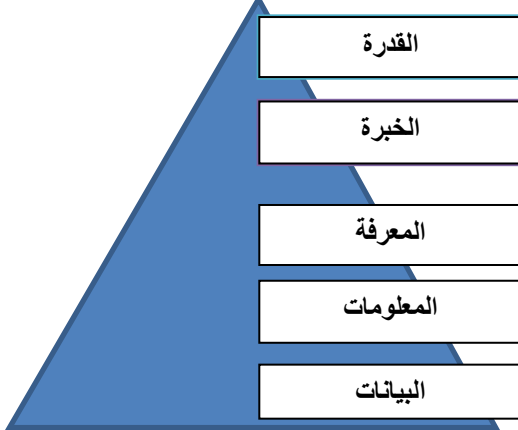 القدرة
الخبرة
المعرفة
المعلومات
البيانات